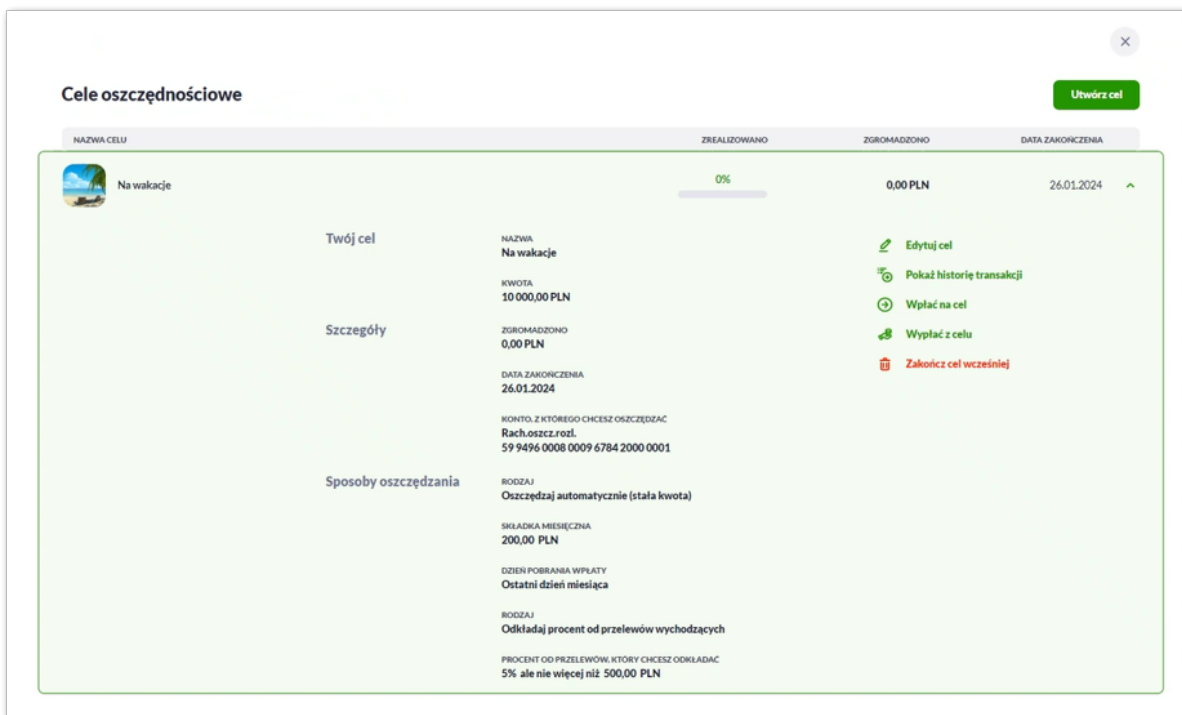 Cele oszczędnościowe
Utwórz cel
NAZWA CELU ZREALIZOWANO ZGROMADZONO DATA ZAKOŃCZENIA
Na wakacje 0% 0,00 PLN 26.01.2024
Twój cel
NAZWA
Na wakacje
KWOTA
10 000,00 PLN
Szczegóły
ZGROMADZONO
0,00 PLN
DATA ZAKOŃCZENIA
26.01.2024
KONTO, Z KTÓREGO CHCESZ OSZCZĘDZAĆ
Rach.oszcz.rozl.
59 9496 0008 0009 6784 2000 0001
Sposoby oszczędzania
RODZAJ
Oszczędzaj automatycznie (stała kwota)
SKŁADKA MIESIĘCZNA
200,00 PLN
DZIEŃ POBRANIA WPŁATY
Ostatni dzień miesiąca
RODZAJ
Odkładaj procent od przelewów wychodzących
PROCENT OD PRZELEWÓW, KTÓRY CHCESZ ODKŁADAĆ
5% ale nie więcej niż 500,00 PLN
Edytuj cel
Pokaż historię transakcji
Wpłać na cel
Wypłać z celu
Zakończ cel wcześniej